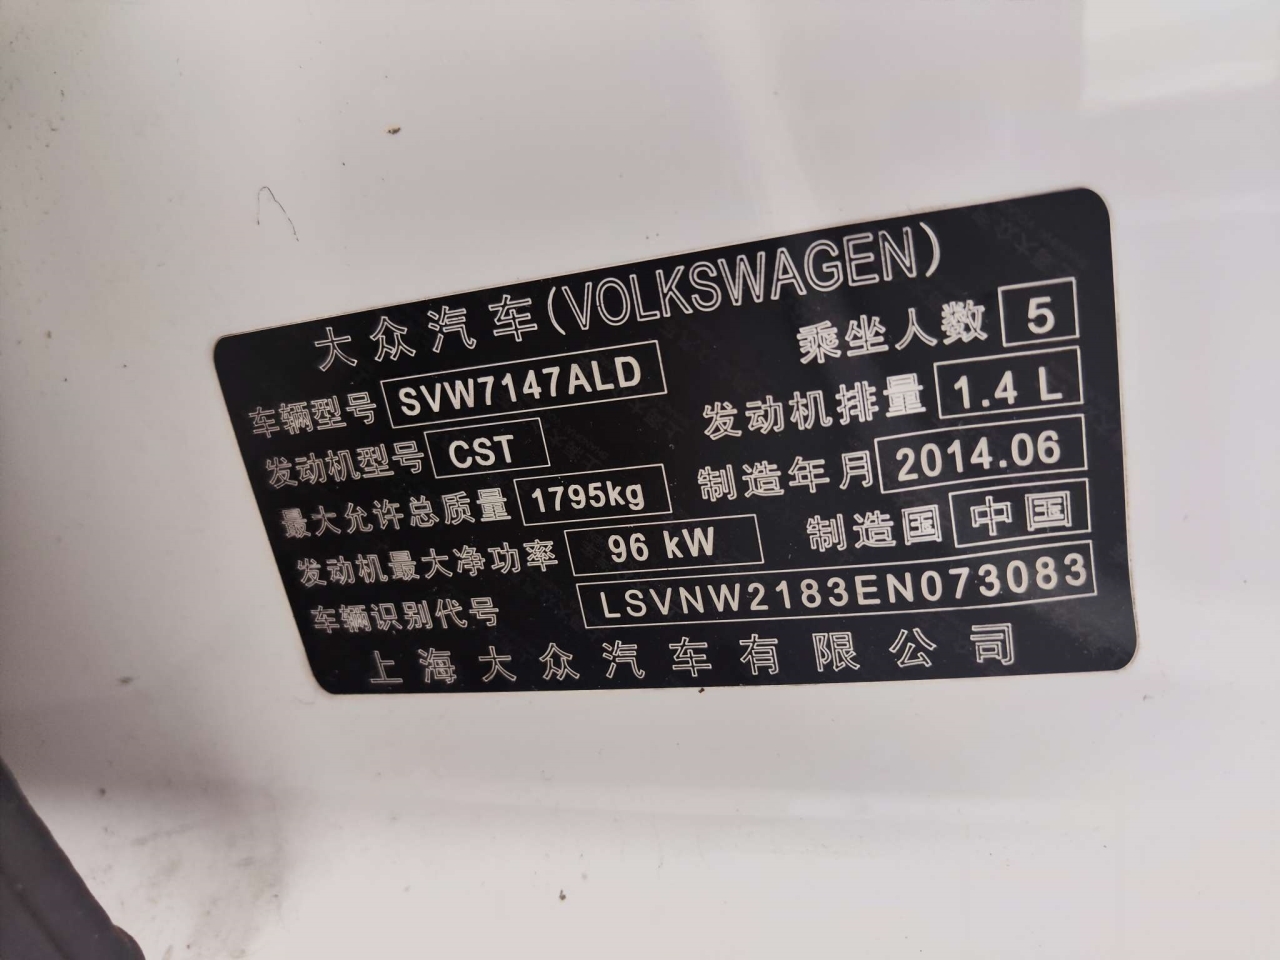 大众汽车(VOLKSWAGEN)
车辆型号 SVW7147ALD 乘坐人数 5
发动机型号 CST 发动机排量 1.4 L
最大允许总质量 1795kg 制造年月 2014.06
发动机最大净功率 96 kW 制造国 中国
车辆识别代号 LSVNW2183EN073083
上海大众汽车有限公司